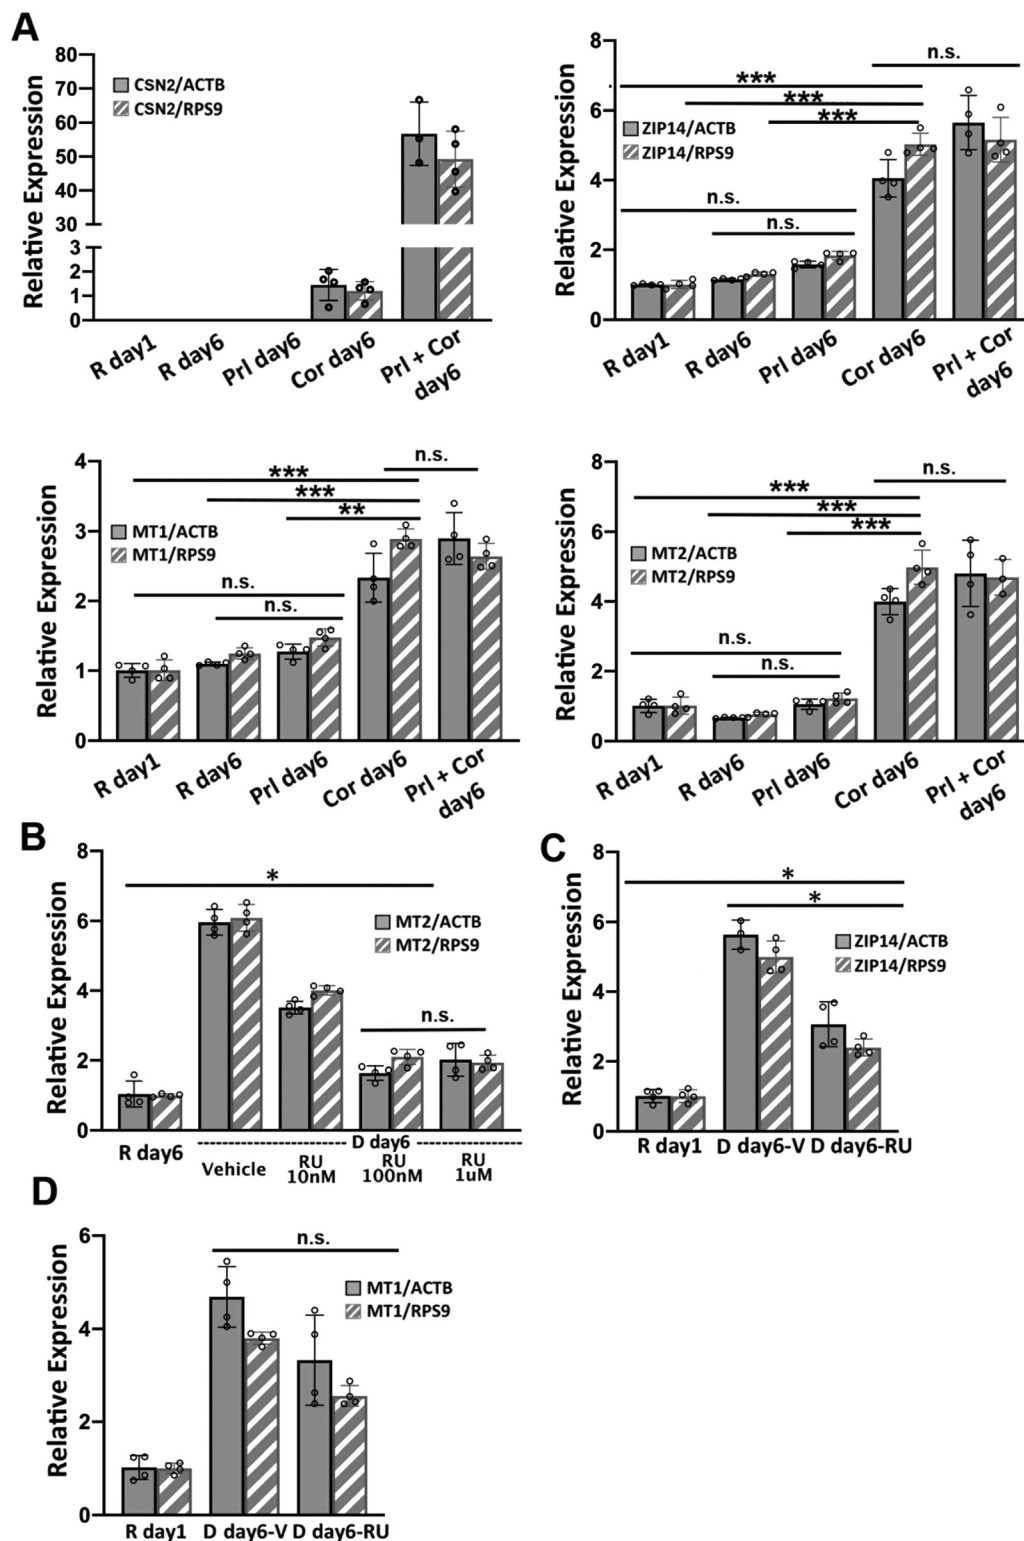 A
80
70
60
50
40
30
3
2
1
0
Relative Expression
CSN2/ACTB
CSN2/RPS9
R day1
R day6
Prl day6
Cor day6
Prl + Cor
day6
8
6
4
2
0
Relative Expression
n.s.
***
***
***
ZIP14/ACTB
ZIP14/RPS9
n.s.
n.s.
R day1
R day6
Prl day6
Cor day6
Prl + Cor
day6
4
3
2
1
0
Relative Expression
n.s.
***
***
**
MT1/ACTB
MT1/RPS9
n.s.
n.s.
R day1
R day6
Prl day6
Cor day6
Prl + Cor
day6
8
6
4
2
0
Relative Expression
n.s.
***
***
***
MT2/ACTB
MT2/RPS9
n.s.
n.s.
R day1
R day6
Prl day6
Cor day6
Prl + Cor
day6
B
8
6
4
2
0
Relative Expression
*
MT2/ACTB
MT2/RPS9
n.s.
R day6
D day6
Vehicle
RU
10nM
RU
100nM
RU
1uM
C
8
6
4
2
0
Relative Expression
*
*
ZIP14/ACTB
ZIP14/RPS9
R day1
D day6-V
D day6-RU
D
6
4
2
0
Relative Expression
n.s.
MT1/ACTB
MT1/RPS9
R day1
D day6-V
D day6-RU